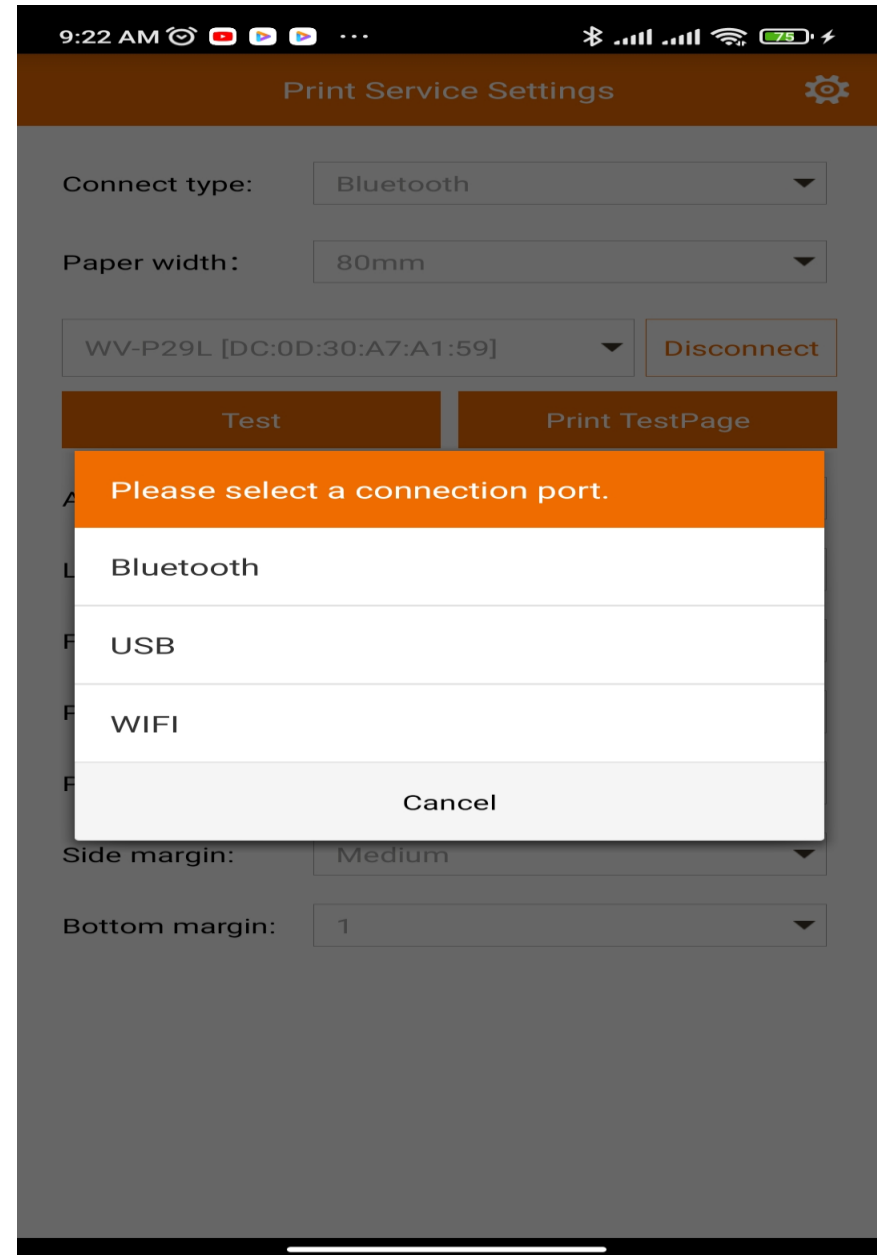 9:22 AM
75
Print Service Settings
Connect type: Bluetooth
Paper width: 80mm
WV-P29L [DC:0D:30:A7:A1:59] Disconnect
Test Print TestPage
Please select a connection port.
Bluetooth
USB
WIFI
Cancel
Side margin: Medium
Bottom margin: 1